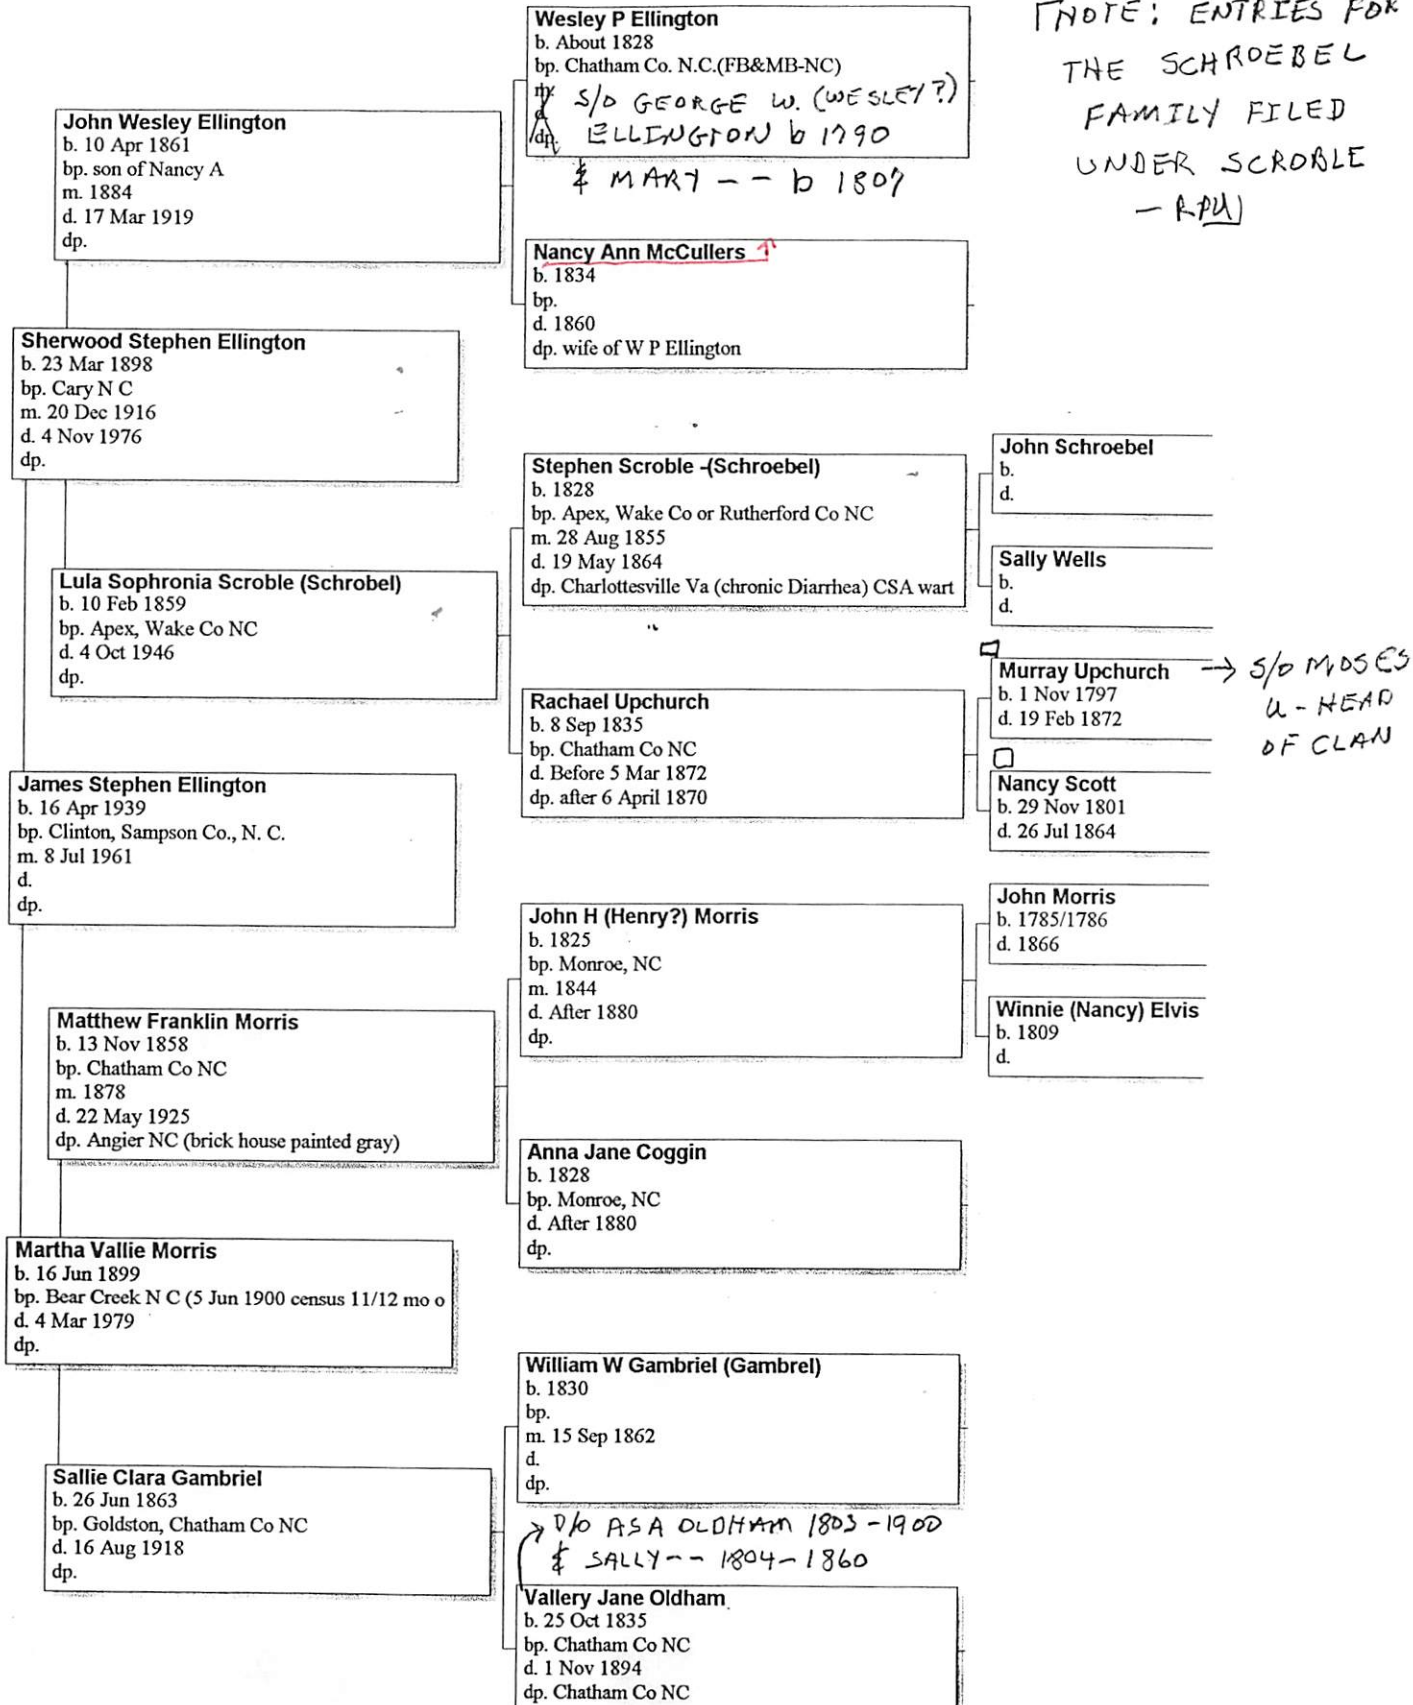 Wesley P Ellington
b. About 1828
bp. Chatham Co. N.C.(FB&MB-NC)
m.
d.
dp.
S/O GEORGE W. (WESLEY?)
ELLINGTON b 1790
& MARY -- b 1807
NOTE: ENTRIES FOR
THE SCHROEBEL
FAMILY FILED
UNDER SCROBLE
- RPU
John Wesley Ellington
b. 10 Apr 1861
bp. son of Nancy A
m. 1884
d. 17 Mar 1919
dp.
Nancy Ann McCullers
b. 1834
bp.
d. 1860
dp. wife of W P Ellington
Sherwood Stephen Ellington
b. 23 Mar 1898
bp. Cary N C
m. 20 Dec 1916
d. 4 Nov 1976
dp.
Stephen Scroble -(Schroebel)
b. 1828
bp. Apex, Wake Co or Rutherford Co NC
m. 28 Aug 1855
d. 19 May 1864
dp. Charlottesville Va (chronic Diarrhea) CSA wart
John Schroebel
b.
d.
Sally Wells
b.
d.
Lula Sophronia Scroble (Schrobel)
b. 10 Feb 1859
bp. Apex, Wake Co NC
d. 4 Oct 1946
dp.
Rachael Upchurch
b. 8 Sep 1835
bp. Chatham Co NC
d. Before 5 Mar 1872
dp. after 6 April 1870
Murray Upchurch
b. 1 Nov 1797
d. 19 Feb 1872
→ S/O MOSES
U - HEAD
OF CLAN
Nancy Scott
b. 29 Nov 1801
d. 26 Jul 1864
James Stephen Ellington
b. 16 Apr 1939
bp. Clinton, Sampson Co., N. C.
m. 8 Jul 1961
d.
dp.
John H (Henry?) Morris
b. 1825
bp. Monroe, NC
m. 1844
d. After 1880
dp.
John Morris
b. 1785/1786
d. 1866
Winnie (Nancy) Elvis
b. 1809
d.
Matthew Franklin Morris
b. 13 Nov 1858
bp. Chatham Co NC
m. 1878
d. 22 May 1925
dp. Angier NC (brick house painted gray)
Anna Jane Coggin
b. 1828
bp. Monroe, NC
d. After 1880
dp.
Martha Vallie Morris
b. 16 Jun 1899
bp. Bear Creek N C (5 Jun 1900 census 11/12 mo o
d. 4 Mar 1979
dp.
William W Gambriel (Gambrel)
b. 1830
bp.
m. 15 Sep 1862
d.
dp.
Sallie Clara Gambriel
b. 26 Jun 1863
bp. Goldston, Chatham Co NC
d. 16 Aug 1918
dp.
D/O ASA OLDHAM 1803-1900
& SALLY -- 1804-1860
Vallery Jane Oldham
b. 25 Oct 1835
bp. Chatham Co NC
d. 1 Nov 1894
dp. Chatham Co NC